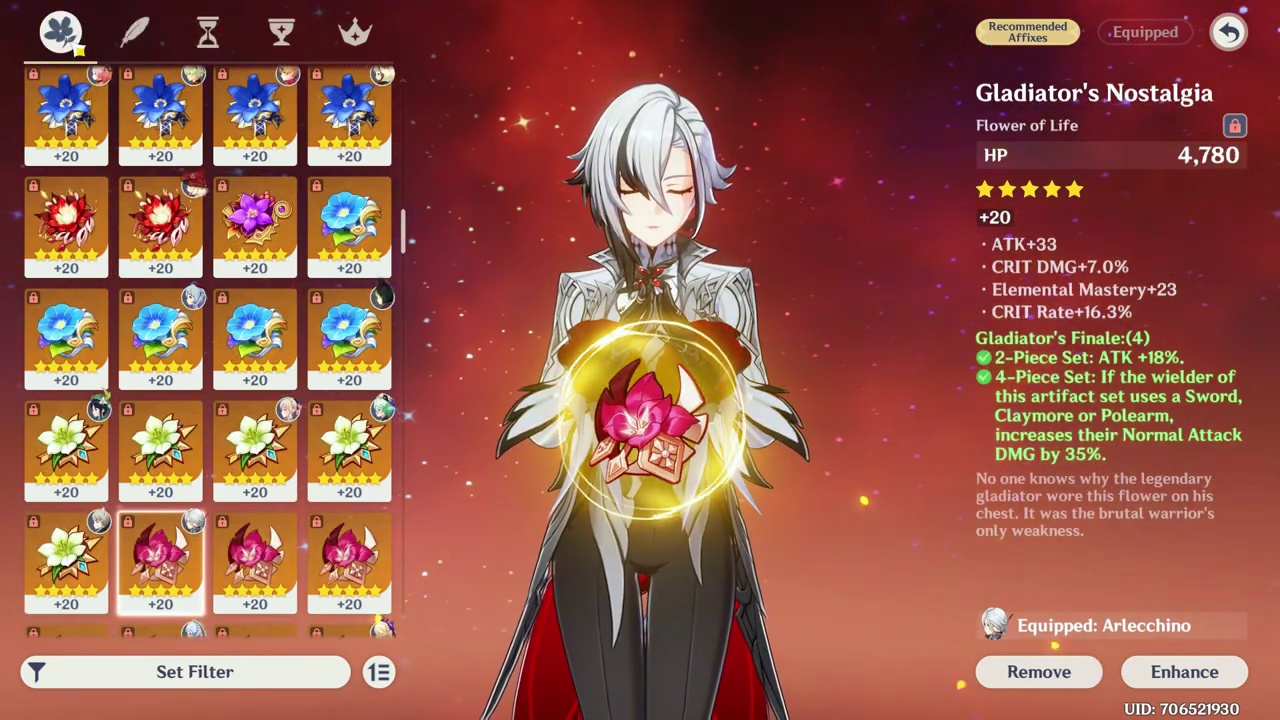 Recommended
Affixes
Equipped
Gladiator's Nostalgia
Flower of Life
HP 4,780
+20
· ATK+33
· CRIT DMG+7.0%
· Elemental Mastery+23
· CRIT Rate+16.3%
Gladiator's Finale:(4)
2-Piece Set: ATK +18%.
4-Piece Set: If the wielder of
this artifact set uses a Sword,
Claymore or Polearm,
increases their Normal Attack
DMG by 35%.
No one knows why the legendary
gladiator wore this flower on his
chest. It was the brutal warrior's
only weakness.
Equipped: Arlecchino
Remove
Enhance
UID: 706521930
+20 +20 +20 +20
+20 +20 +20 +20
+20 +20 +20 +20
+20 +20 +20 +20
+20 +20 +20 +20
Set Filter